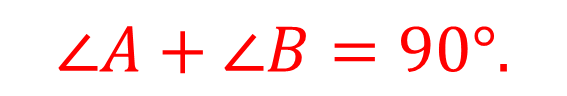 ∠A + ∠B = 90°.